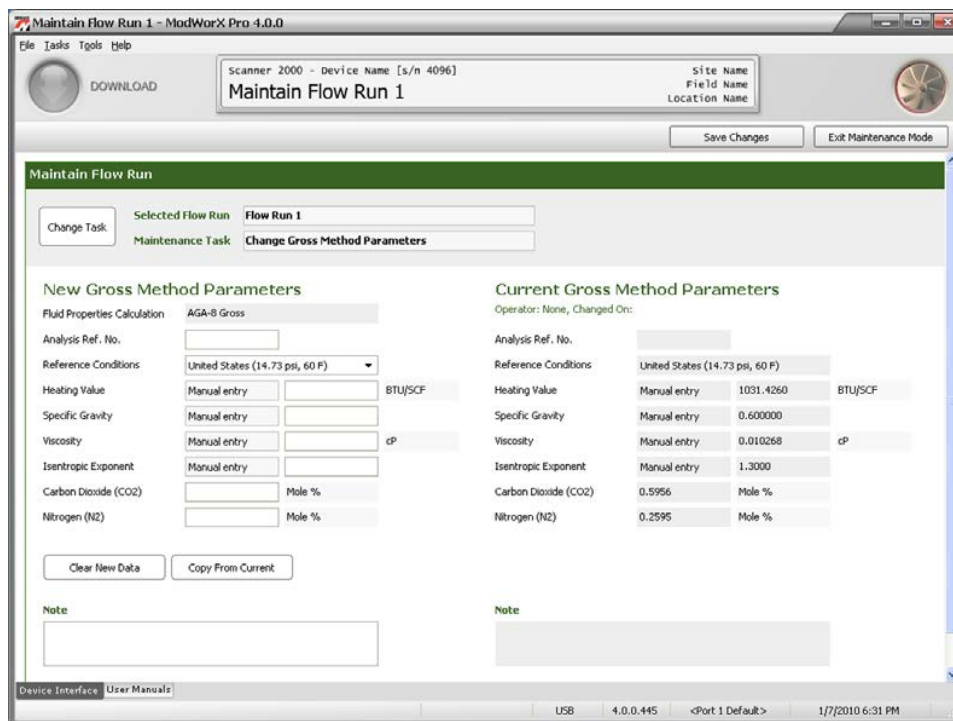 Maintain Flow Run 1 - ModWorX Pro 4.0.0
File Tasks Tools Help
DOWNLOAD
Scanner 2000 - Device Name [s/n 4096]
Maintain Flow Run 1
Site Name
Field Name
Location Name
Save Changes Exit Maintenance Mode
Maintain Flow Run
Change Task
Selected Flow Run Flow Run 1
Maintenance Task Change Gross Method Parameters
New Gross Method Parameters
Fluid Properties Calculation AGA-8 Gross
Analysis Ref. No.
Reference Conditions United States (14.73 psi, 60 F)
Heating Value Manual entry BTU/SCF
Specific Gravity Manual entry
Viscosity Manual entry cP
Isentropic Exponent Manual entry
Carbon Dioxide (CO2) Mole %
Nitrogen (N2) Mole %
Clear New Data Copy From Current
Note
Current Gross Method Parameters
Operator: None, Changed On:
Analysis Ref. No.
Reference Conditions United States (14.73 psi, 60 F)
Heating Value Manual entry 1031.4260 BTU/SCF
Specific Gravity Manual entry 0.600000
Viscosity Manual entry 0.010268 cP
Isentropic Exponent Manual entry 1.3000
Carbon Dioxide (CO2) 0.5956 Mole %
Nitrogen (N2) 0.2595 Mole %
Note
Device Interface User Manuals
USB 4.0.0.445 <Port 1 Default> 1/7/2010 6:31 PM